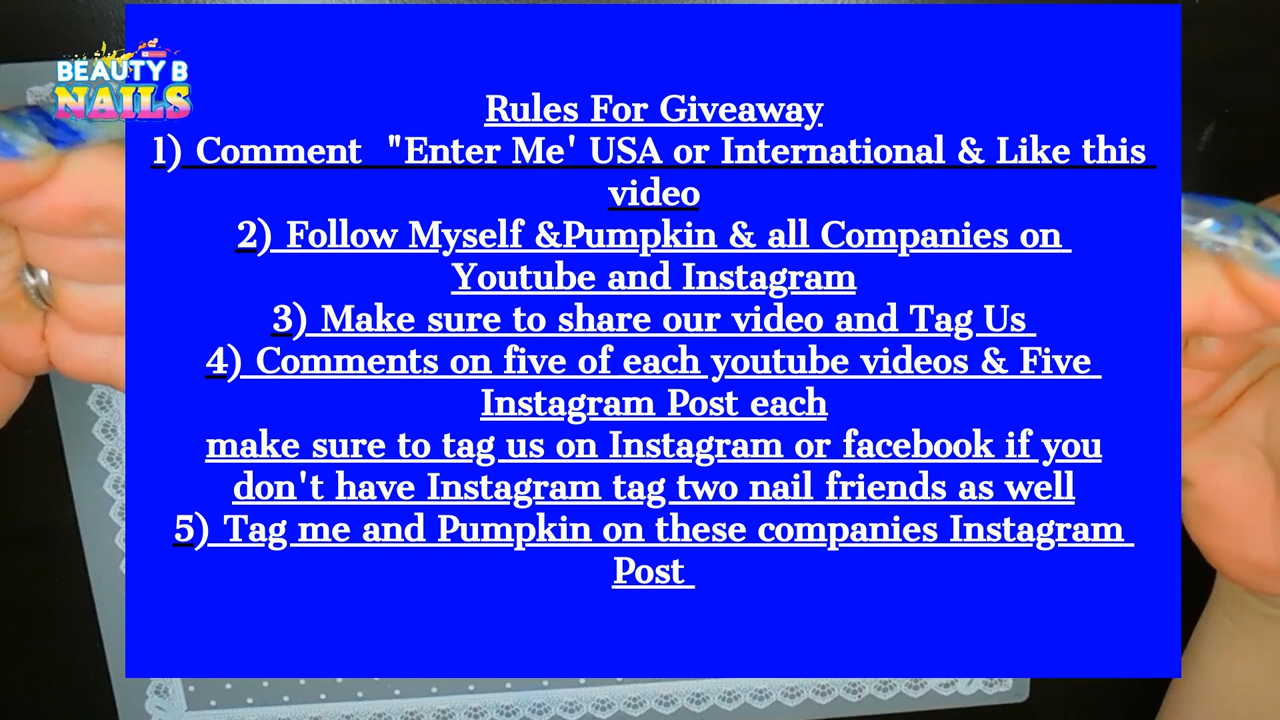 BEAUTY B
NAILS
Rules For Giveaway
1) Comment  "Enter Me' USA or International & Like this
video
2) Follow Myself &Pumpkin & all Companies on
Youtube and Instagram
3) Make sure to share our video and Tag Us
4) Comments on five of each youtube videos & Five
Instagram Post each
make sure to tag us on Instagram or facebook if you
don't have Instagram tag two nail friends as well
5) Tag me and Pumpkin on these companies Instagram
Post